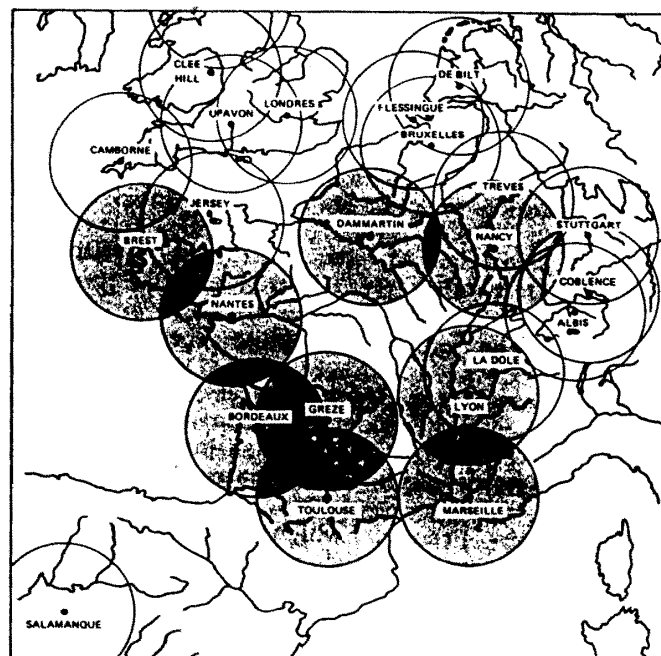 CLEE
HILL
DE BILT
LONDRES
UPAVON
FLESSINGUE
BRUXELLES
CAMBORNE
TREVES
JERSEY
DAMMARTIN
STUTTGART
BREST
NANCY
COBLENCE
NANTES
ALBIS
LA DOLE
BORDEAUX
GREZE
LYON
TOULOUSE
MARSEILLE
SALAMANQUE